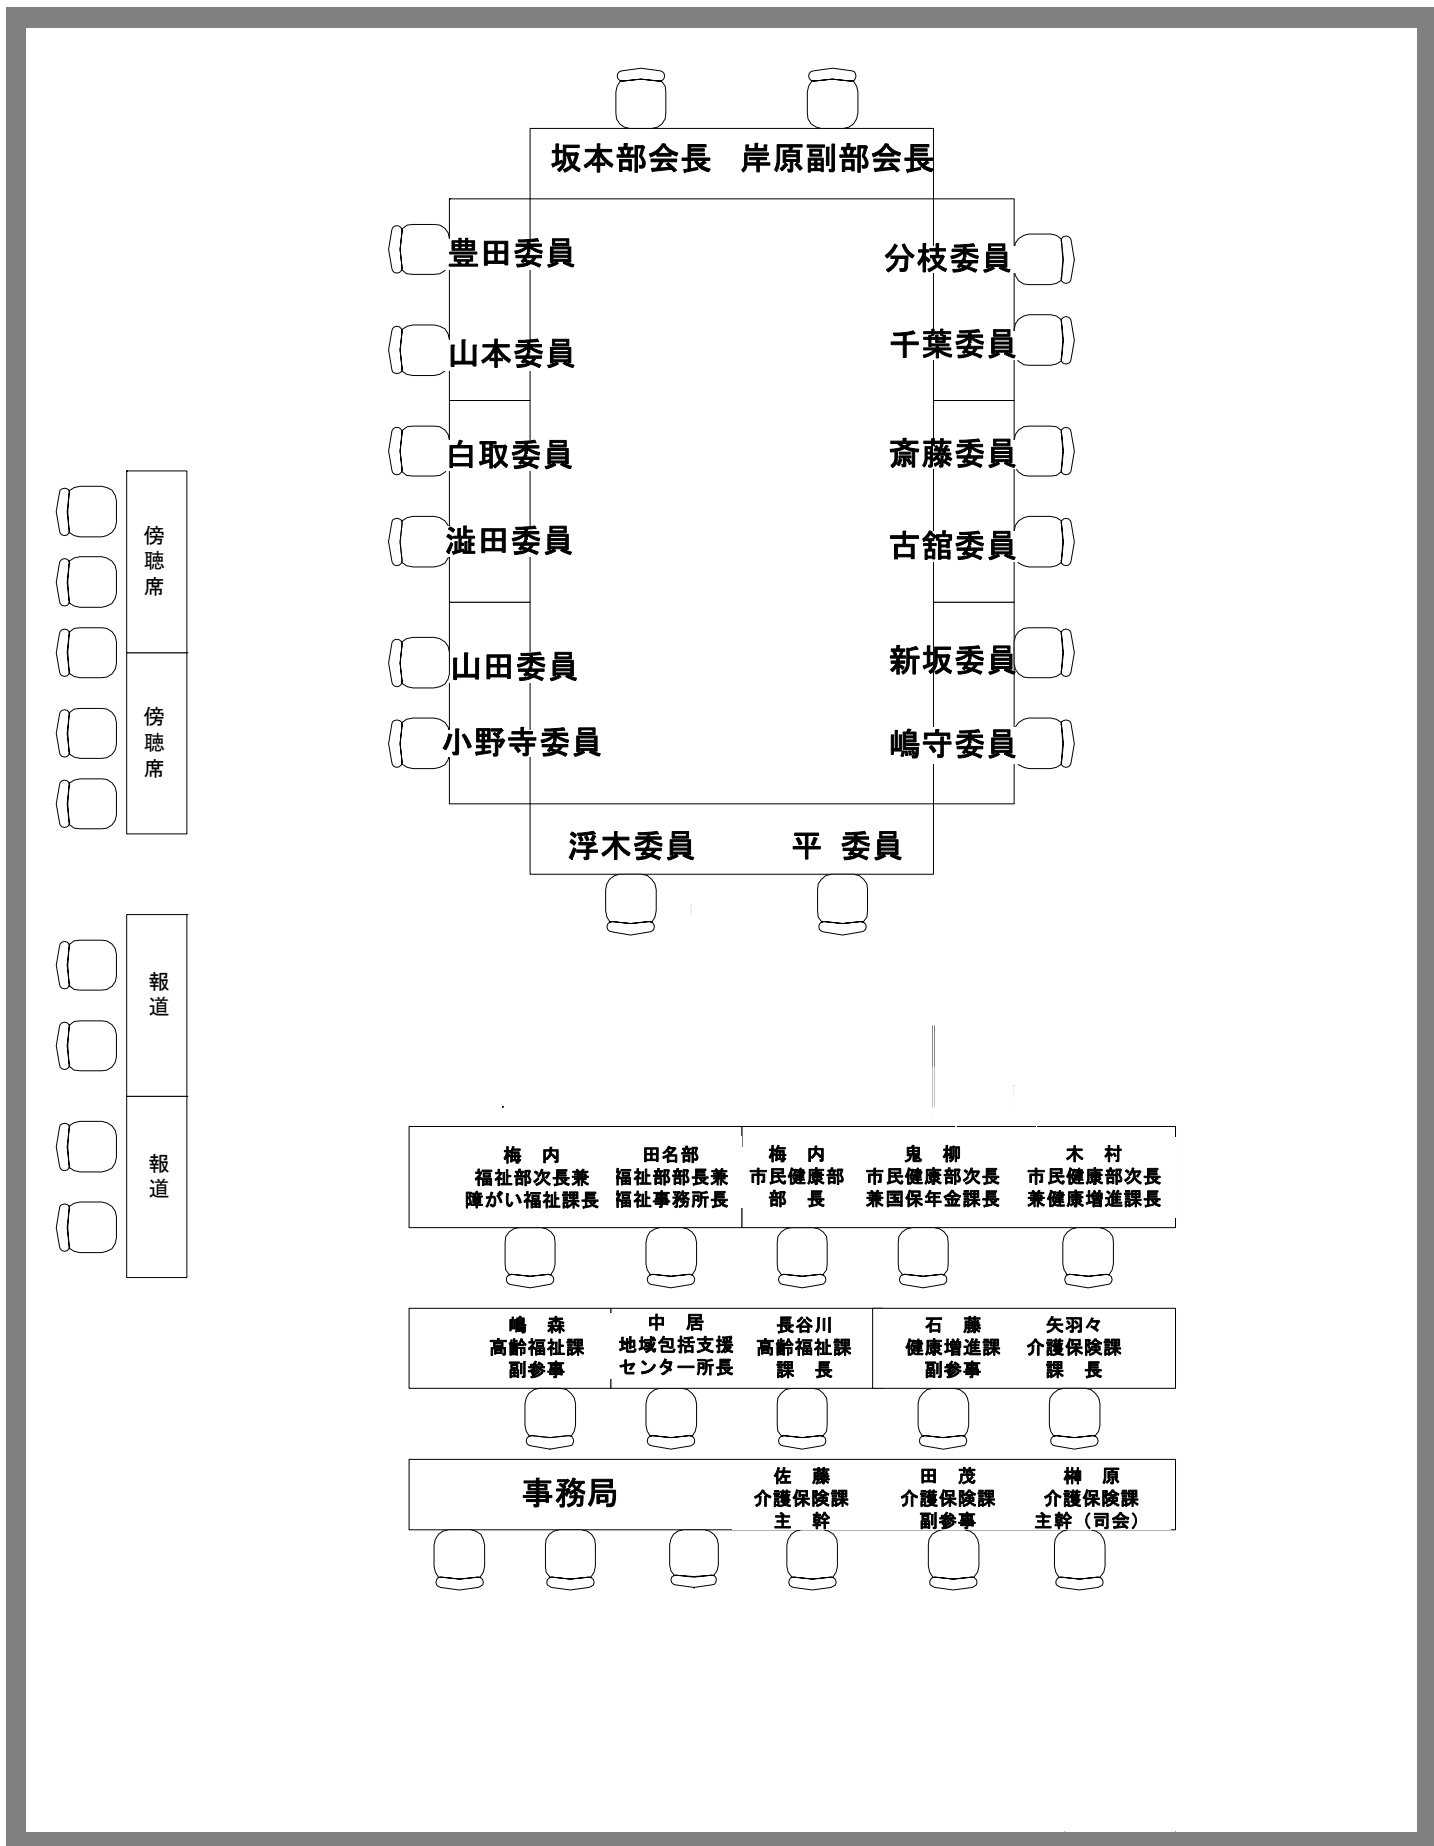 坂本部会長 岸原副部会長
豊田委員
分枝委員
山本委員
千葉委員
白取委員
斎藤委員
澁田委員
古舘委員
山田委員
新坂委員
小野寺委員
嶋守委員
浮木委員
平 委員
傍聴席
傍聴席
報道
報道
梅 内
福祉部次長兼
障がい福祉課長
田名部
福祉部部長兼
福祉事務所長
梅 内
市民健康部
部 長
鬼 柳
市民健康部次長
兼国保年金課長
木 村
市民健康部次長
兼健康増進課長
嶋 森
高齢福祉課
副参事
中 居
地域包括支援
センター所長
長谷川
高齢福祉課
課 長
石 藤
健康増進課
副参事
矢羽々
介護保険課
課 長
事務局
佐 藤
介護保険課
主 幹
田 茂
介護保険課
副参事
榊 原
介護保険課
主幹（司会）